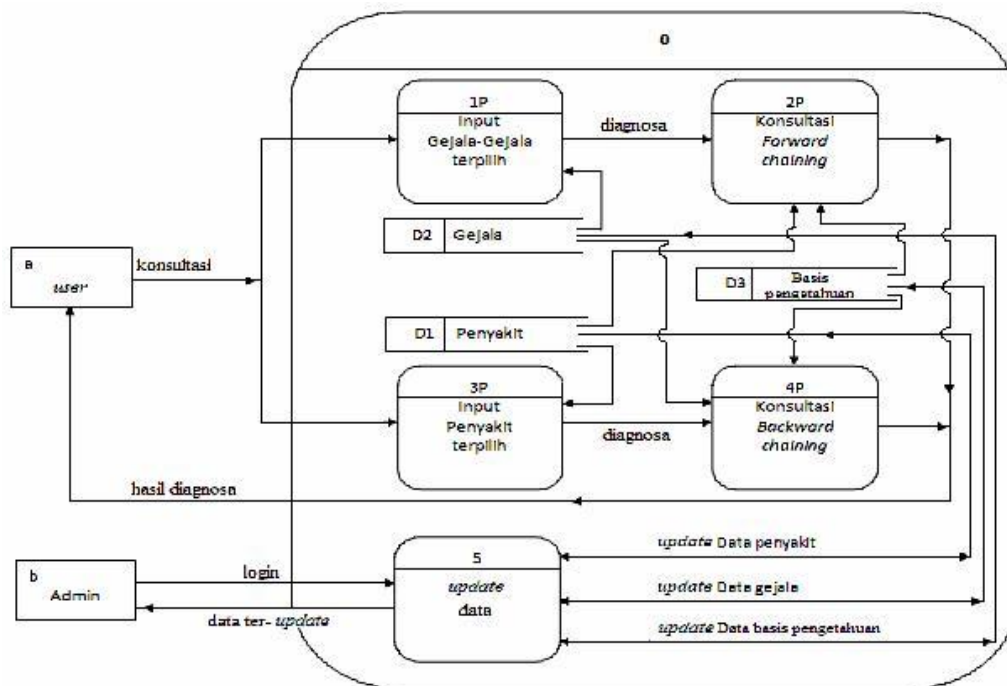 0
1P
Input
Gejala-Gejala
terpilih
diagnosa
2P
Konsultasi
Forward
chaining
D2 Gejala
a
user
konsultasi
D3 Basis
pengetahuan
D1 Penyakit
3P
Input
Penyakit
terpilih
diagnosa
4P
Konsultasi
Backward
chaining
hasil diagnosa
b
Admin
login
data ter- update
5
update
data
update Data penyakit
update Data gejala
update Data basis pengetahuan